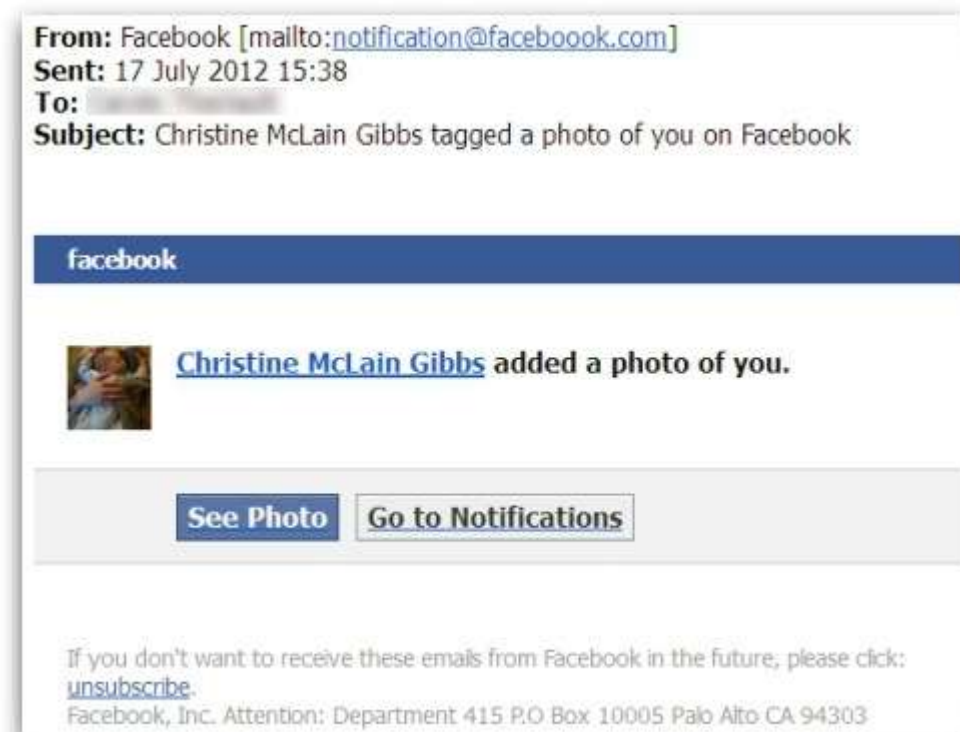 From: Facebook [mailto:notification@faceboook.com]
Sent: 17 July 2012 15:38
To:
Subject: Christine McLain Gibbs tagged a photo of you on Facebook
facebook
Christine McLain Gibbs added a photo of you.
See Photo Go to Notifications
If you don't want to receive these emails from Facebook in the future, please click:
unsubscribe.
Facebook, Inc. Attention: Department 415 P.O Box 10005 Palo Alto CA 94303